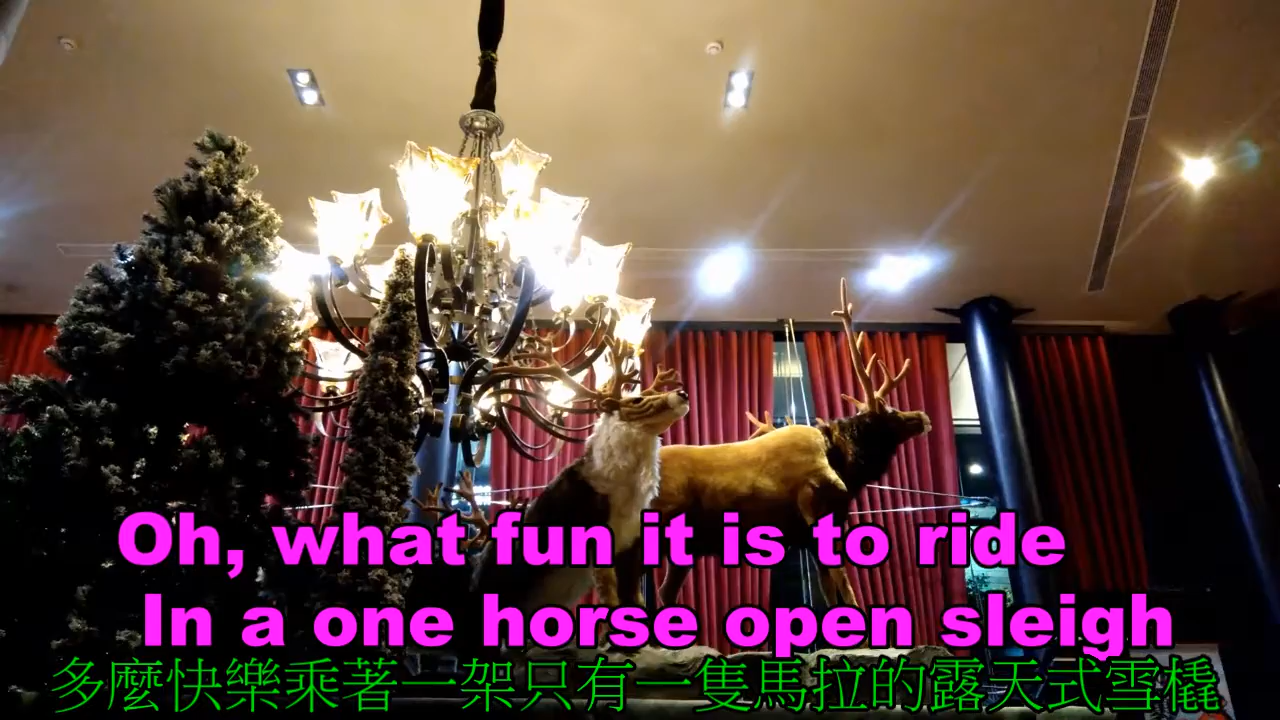 Oh, what fun it is to ride
In a one horse open sleigh
多麼快樂乘著一架只有一隻馬拉的露天式雪橇